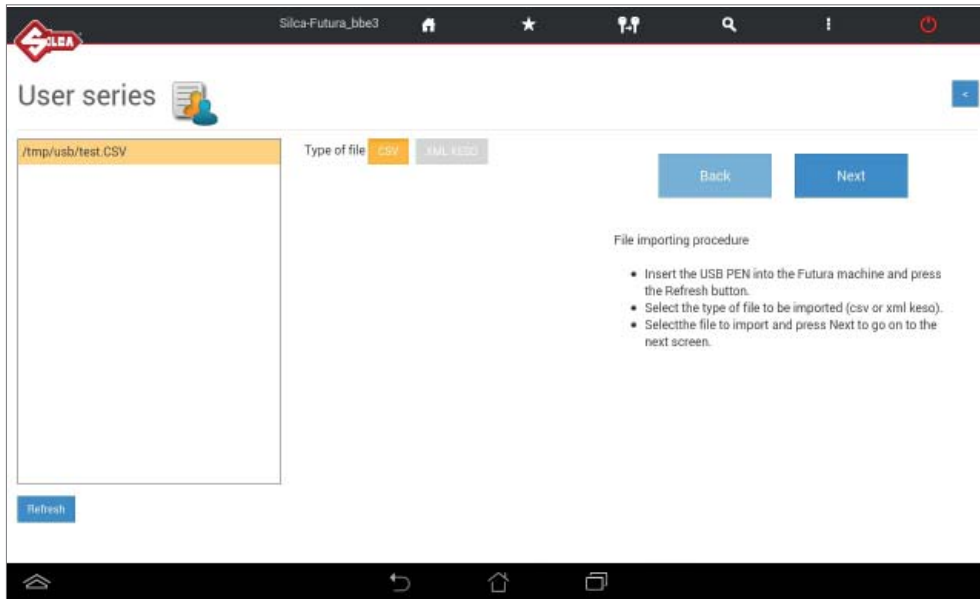 SILCA
Silca-Futura_bbe3
User series
<
/tmp/usb/test.CSV
Type of file CSV XML KESO
Back Next
File importing procedure
• Insert the USB PEN into the Futura machine and press
the Refresh button.
• Select the type of file to be imported (csv or xml keso).
• Selectthe file to import and press Next to go on to the
next screen.
Refresh